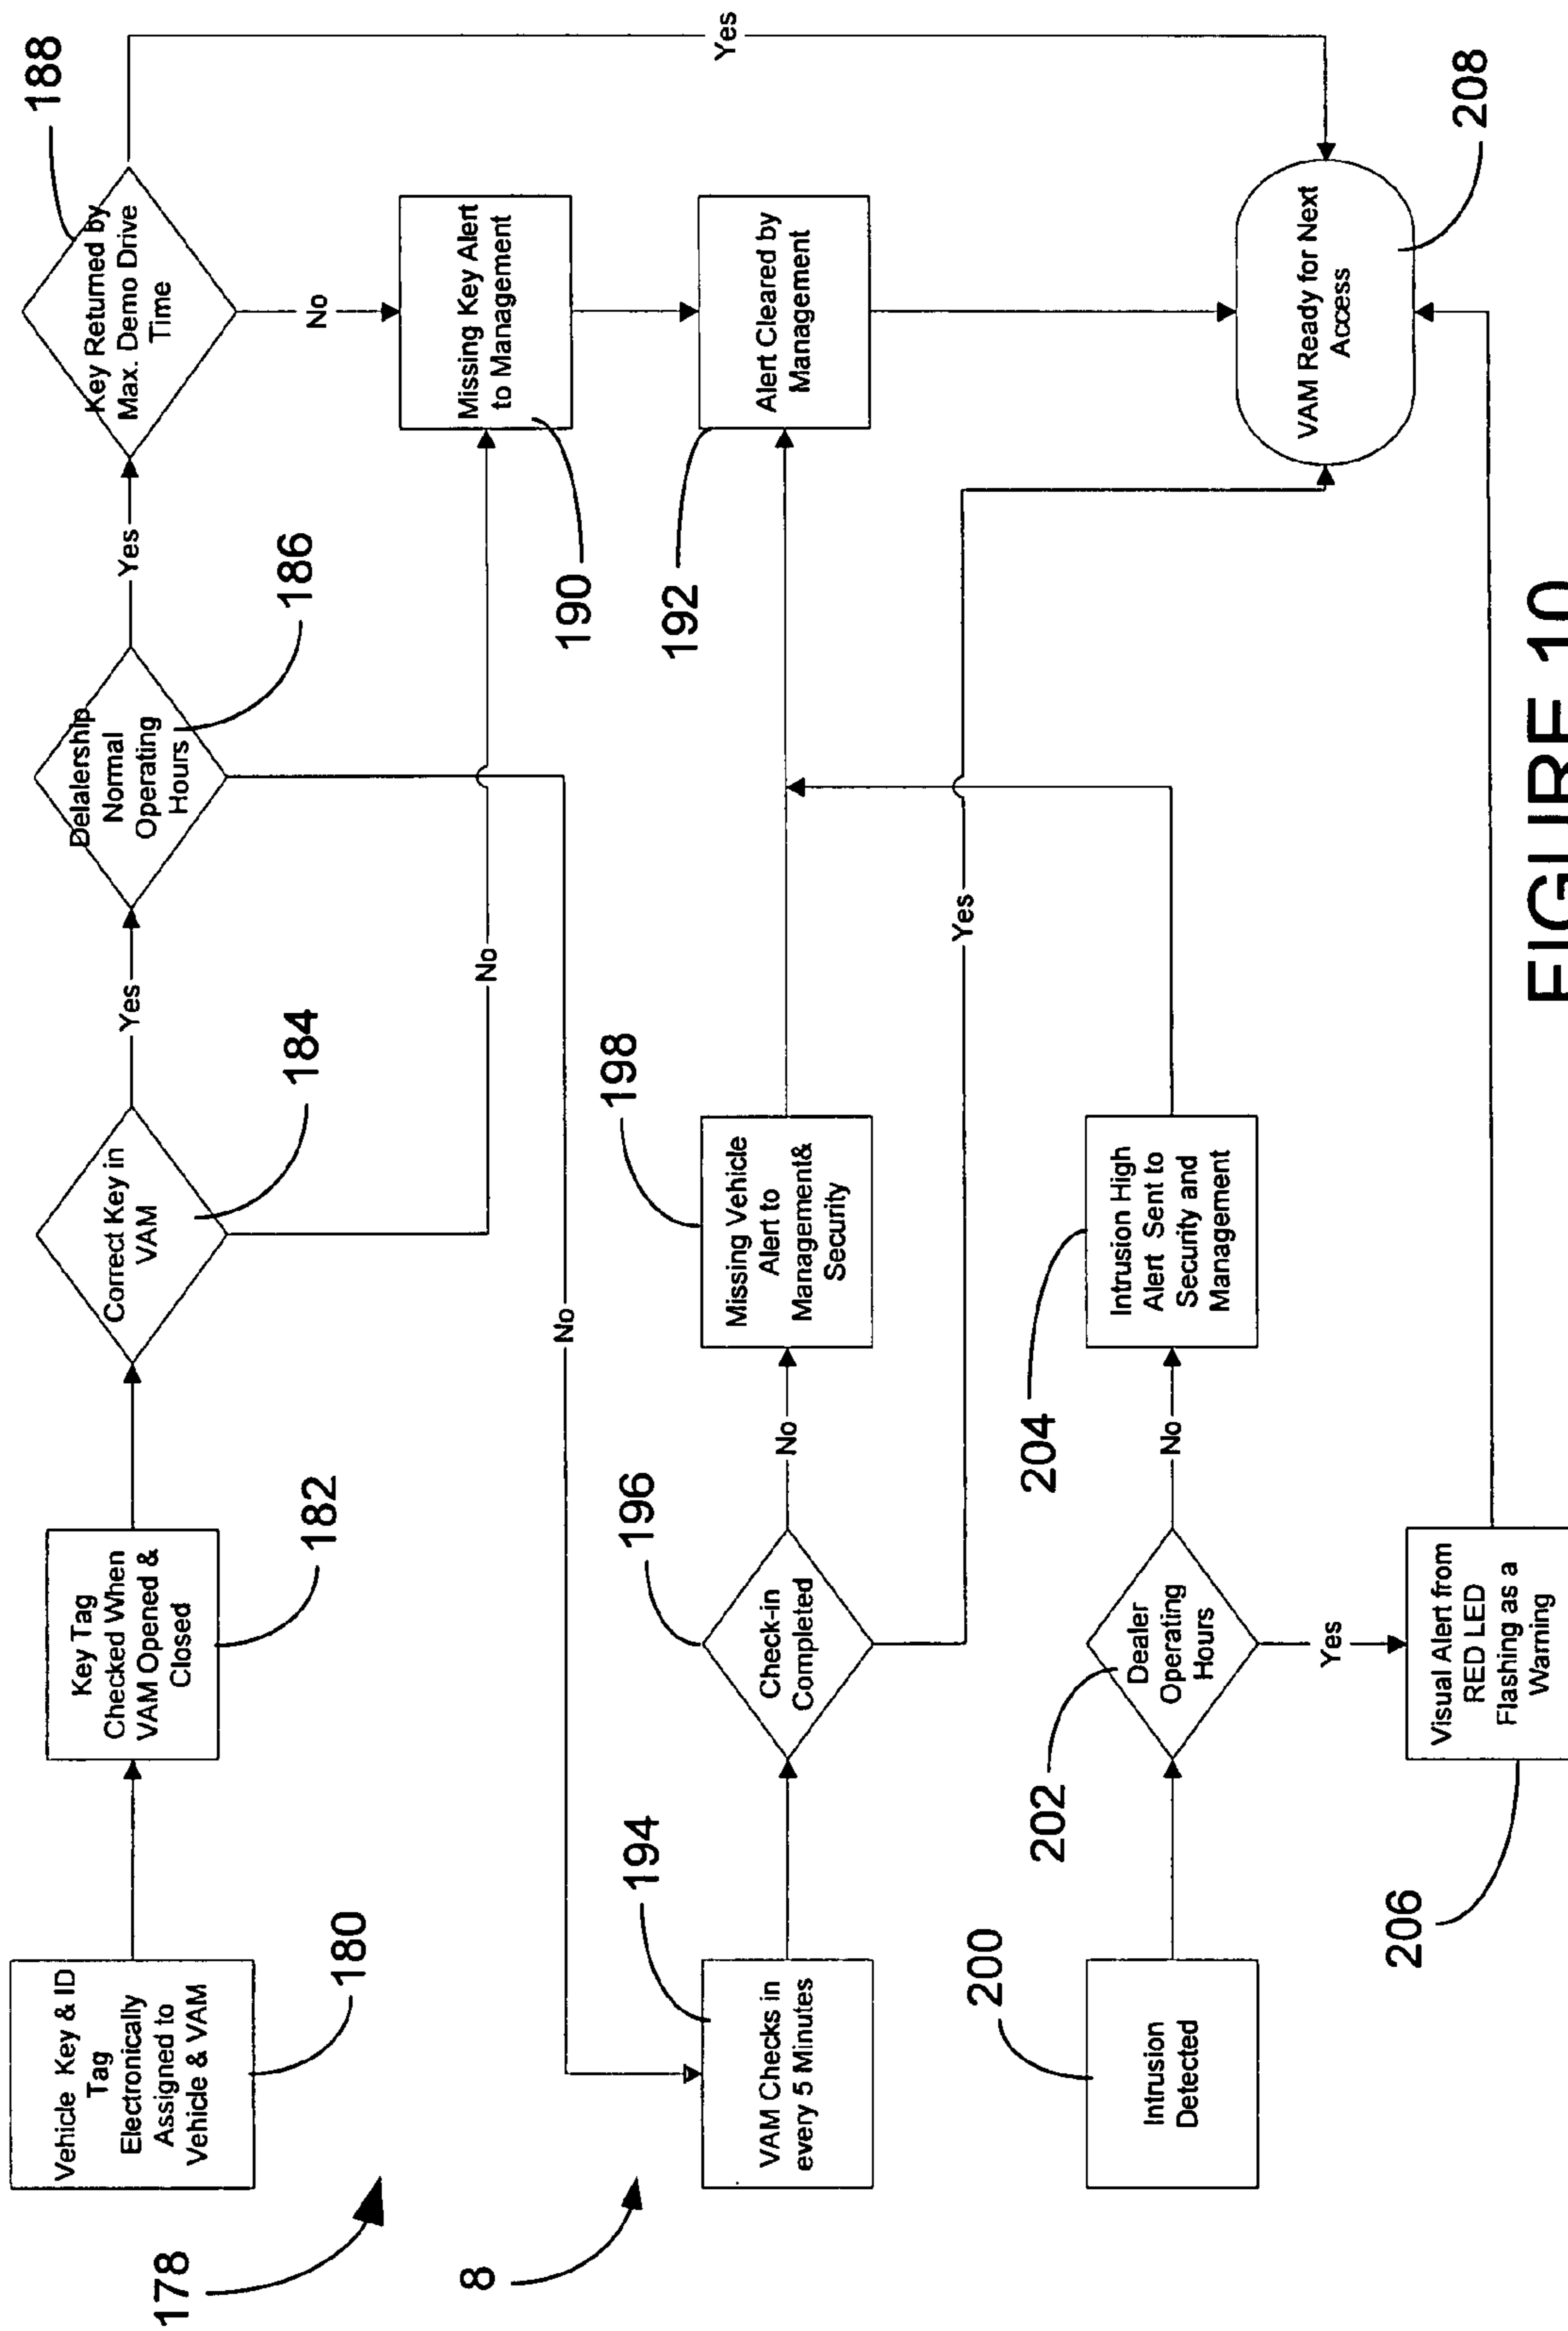 Vehicle Key & ID
Tag
Electronically
Assigned to
Vehicle & VAM
180
Key Tag
Checked When
VAM Opened &
Closed
182
Correct Key in
VAM
184
Yes
No
Delalership
Normal
Operating
Hours
186
Yes
No
Key Returned by
Max. Demo Drive
Time
188
Yes
No
Missing Key Alert
to Management
190
Alert Cleared by
Management
192
178
8
VAM Checks in
every 5 Minutes
194
Check-in
Completed
196
No
Yes
Missing Vehicle
Alert to
Management&
Security
198
Intrusion
Detected
200
Dealer
Operating
Hours
202
No
Yes
Intrusion High
Alert Sent to
Security and
Management
204
Visual Alert from
RED LED
Flashing as a
Warning
206
VAM Ready for Next
Access
208
FIGURE 10